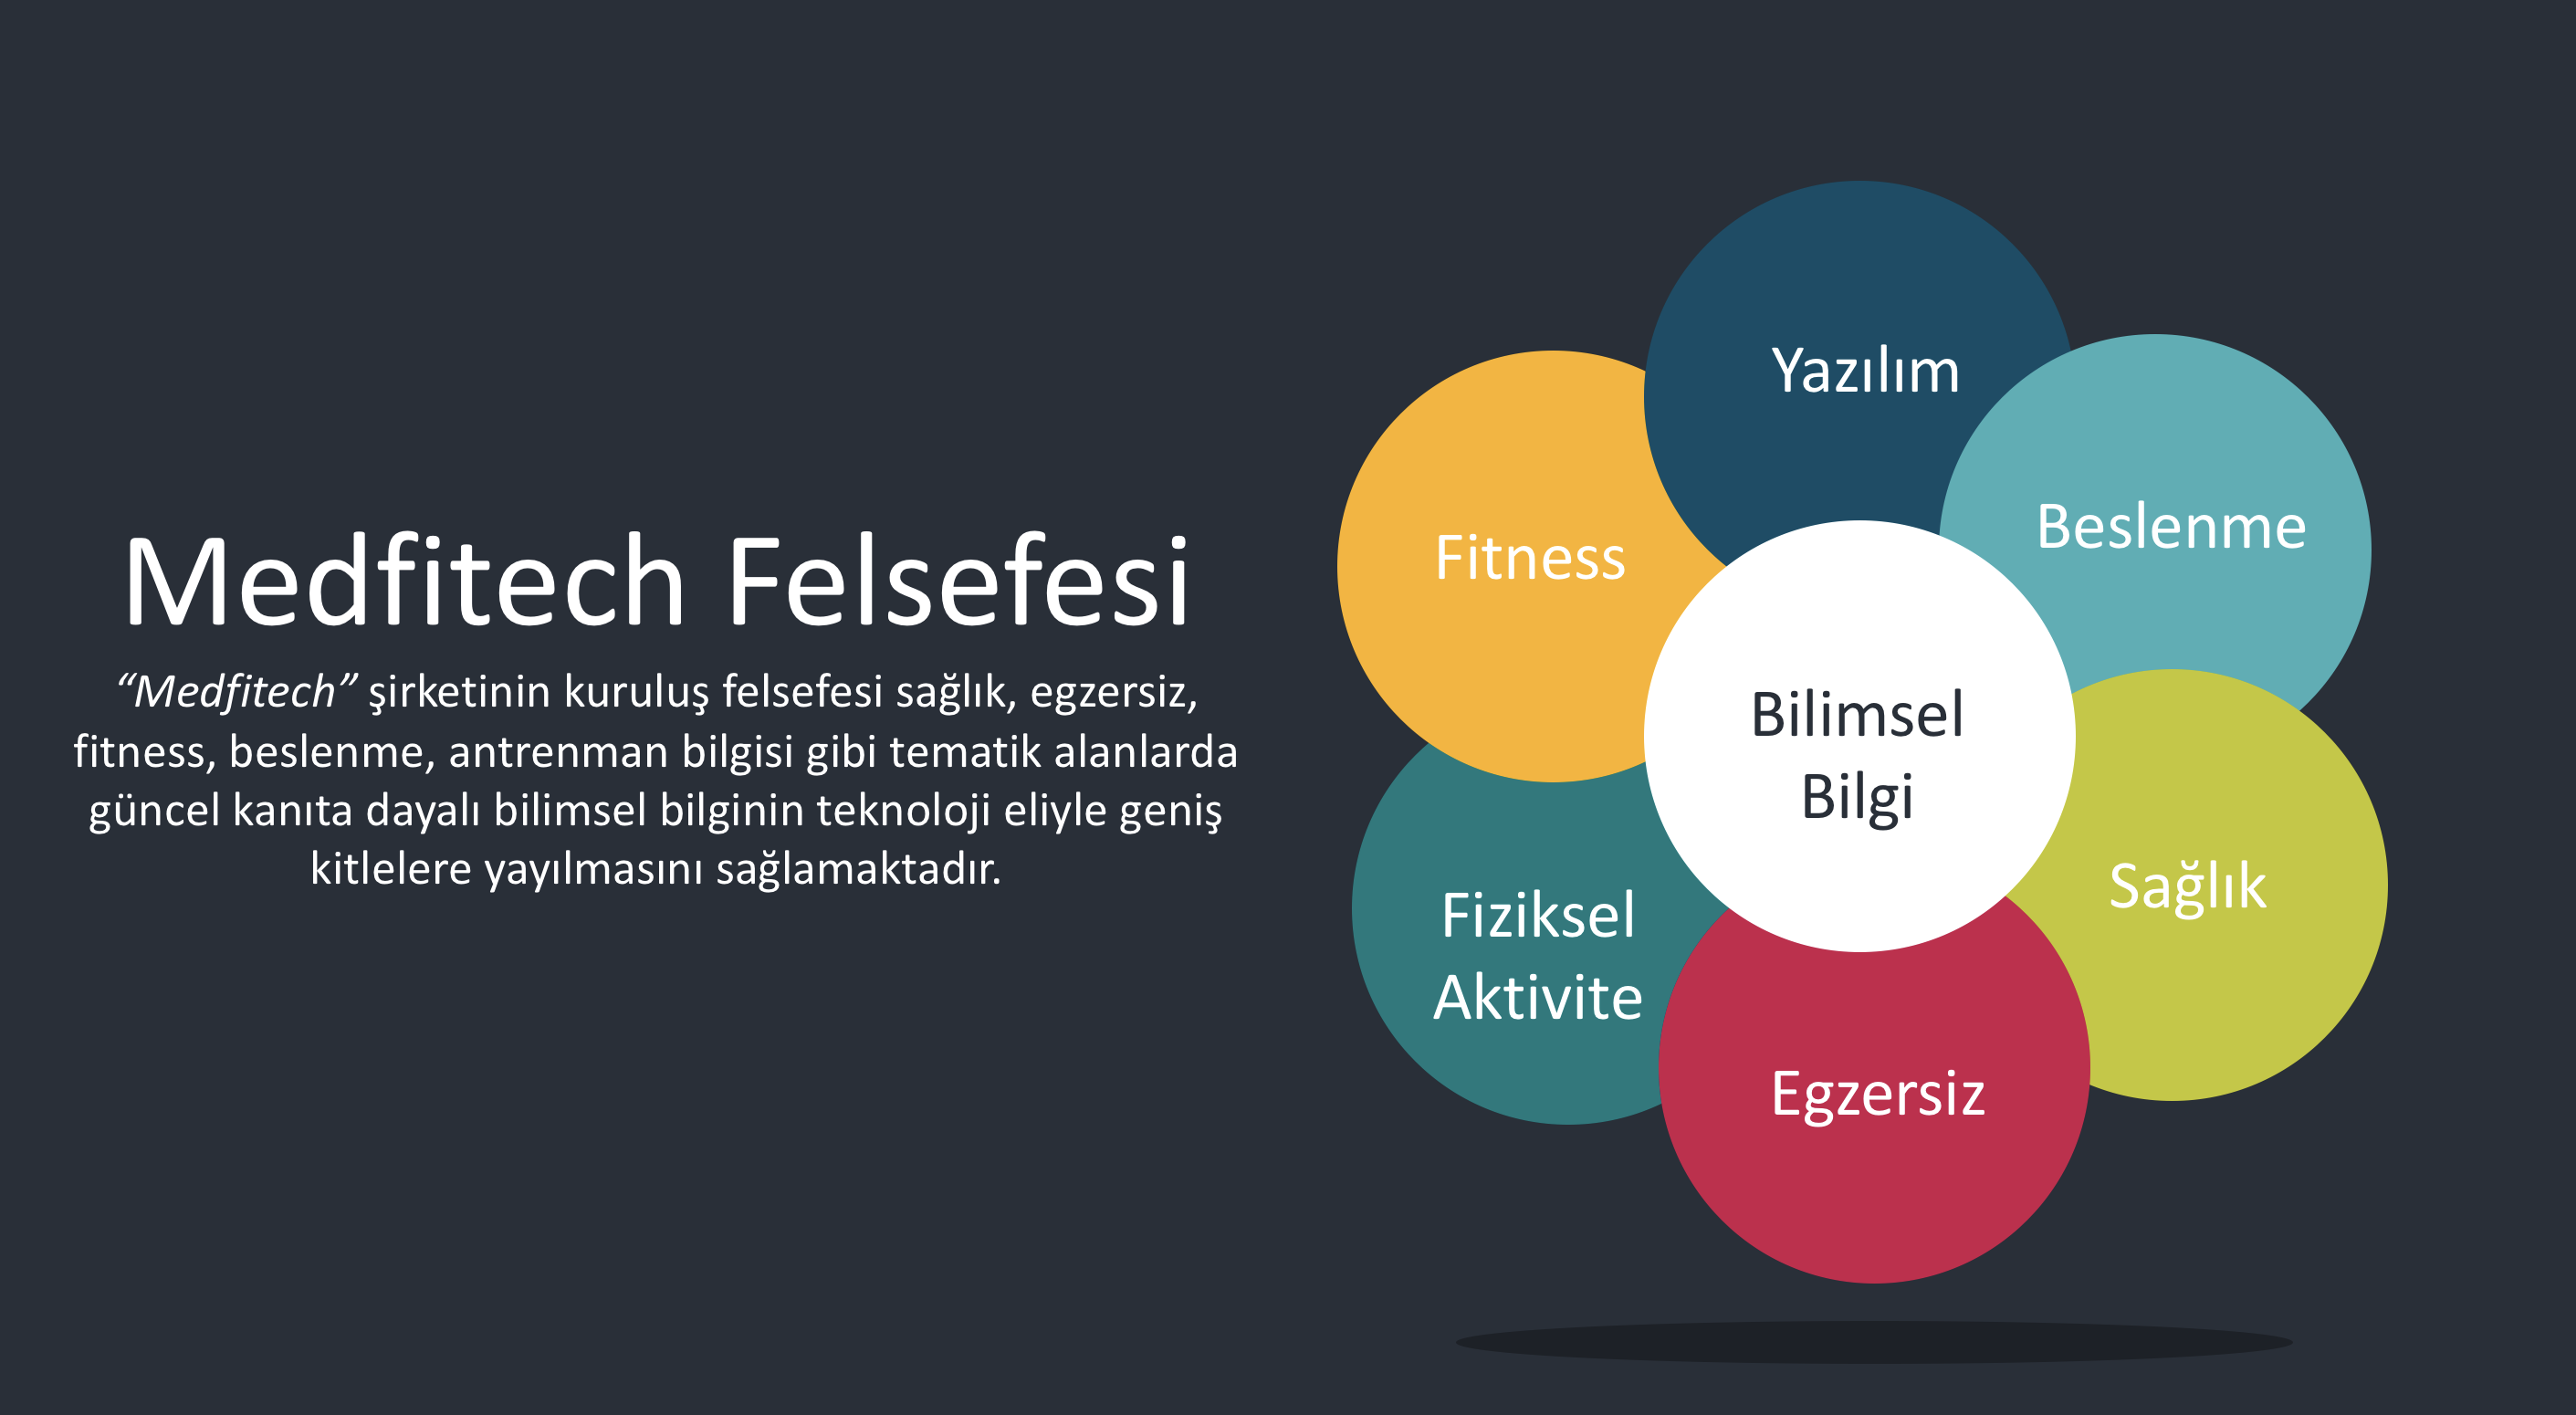 Medfitech Felsefesi
“Medfitech” şirketinin kuruluş felsefesi sağlık, egzersiz,
fitness, beslenme, antrenman bilgisi gibi tematik alanlarda
güncel kanıta dayalı bilimsel bilginin teknoloji eliyle geniş
kitlelere yayılmasını sağlamaktadır.
Yazılım
Beslenme
Fitness
Bilimsel
Bilgi
Sağlık
Fiziksel
Aktivite
Egzersiz